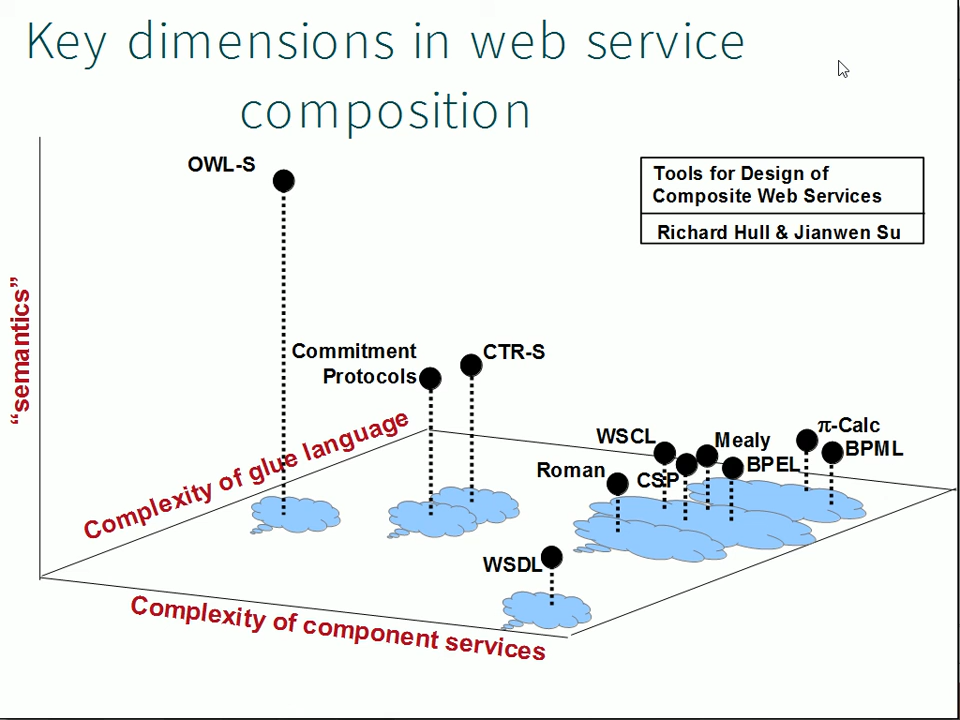 Key dimensions in web service
composition
OWL-S
Tools for Design of
Composite Web Services
Richard Hull & Jianwen Su
“semantics”
Commitment
Protocols
CTR-S
Complexity of glue language
WSCL
Mealy
π-Calc
BPML
Roman
CSP
BPEL
WSDL
Complexity of component services